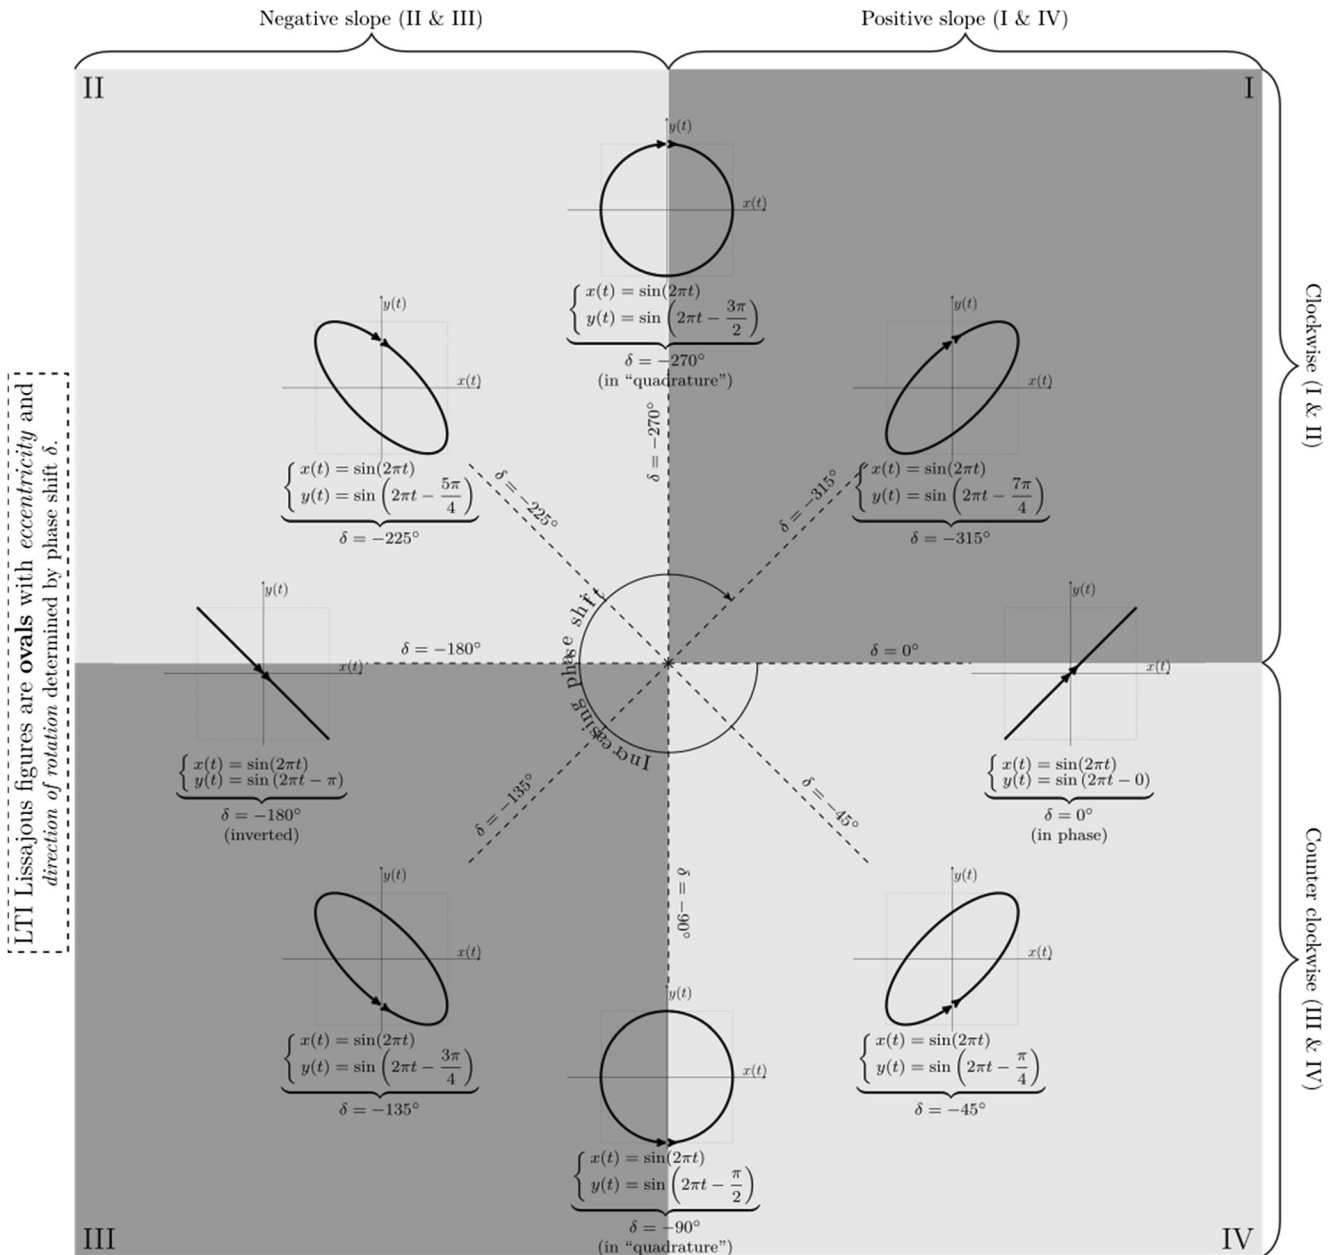 Negative slope (II & III)
Positive slope (I & IV)
II
I
y(t)
x(t)
x(t) = sin(2πt)
y(t) = sin (2πt − 3π/2)
δ = −270°
(in “quadrature”)
y(t)
x(t)
x(t) = sin(2πt)
y(t) = sin (2πt − 5π/4)
δ = −225°
y(t)
x(t)
x(t) = sin(2πt)
y(t) = sin (2πt − 7π/4)
δ = −315°
Clockwise (I & II)
δ = −270°
δ = −225°
δ = −315°
LTI Lissajous figures are ovals with eccentricity and
direction of rotation determined by phase shift δ.
Increasing phase shift
δ = −180°
δ = 0°
y(t)
x(t)
x(t) = sin(2πt)
y(t) = sin (2πt − π)
δ = −180°
(inverted)
y(t)
x(t)
x(t) = sin(2πt)
y(t) = sin (2πt − 0)
δ = 0°
(in phase)
δ = −135°
δ = −45°
δ = −90°
Counter clockwise (III & IV)
y(t)
x(t)
x(t) = sin(2πt)
y(t) = sin (2πt − 3π/4)
δ = −135°
y(t)
x(t)
x(t) = sin(2πt)
y(t) = sin (2πt − π/4)
δ = −45°
y(t)
x(t)
x(t) = sin(2πt)
y(t) = sin (2πt − π/2)
δ = −90°
(in “quadrature”)
III
IV